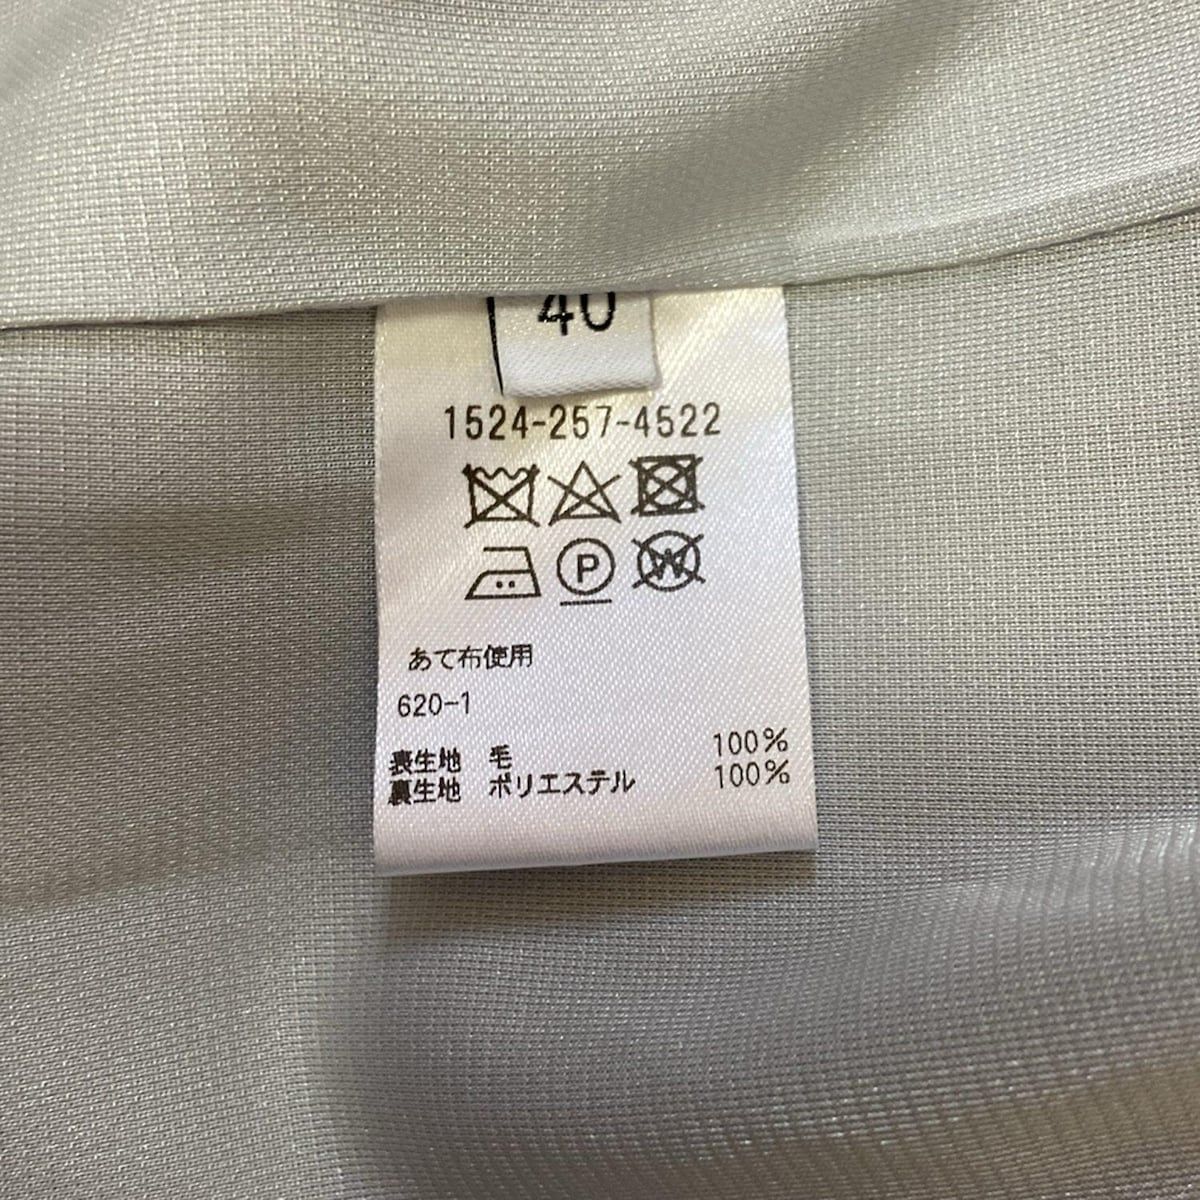 40
1524-257-4522
P W
あて布使用
620-1
表生地 毛 100%
裏生地 ポリエステル 100%